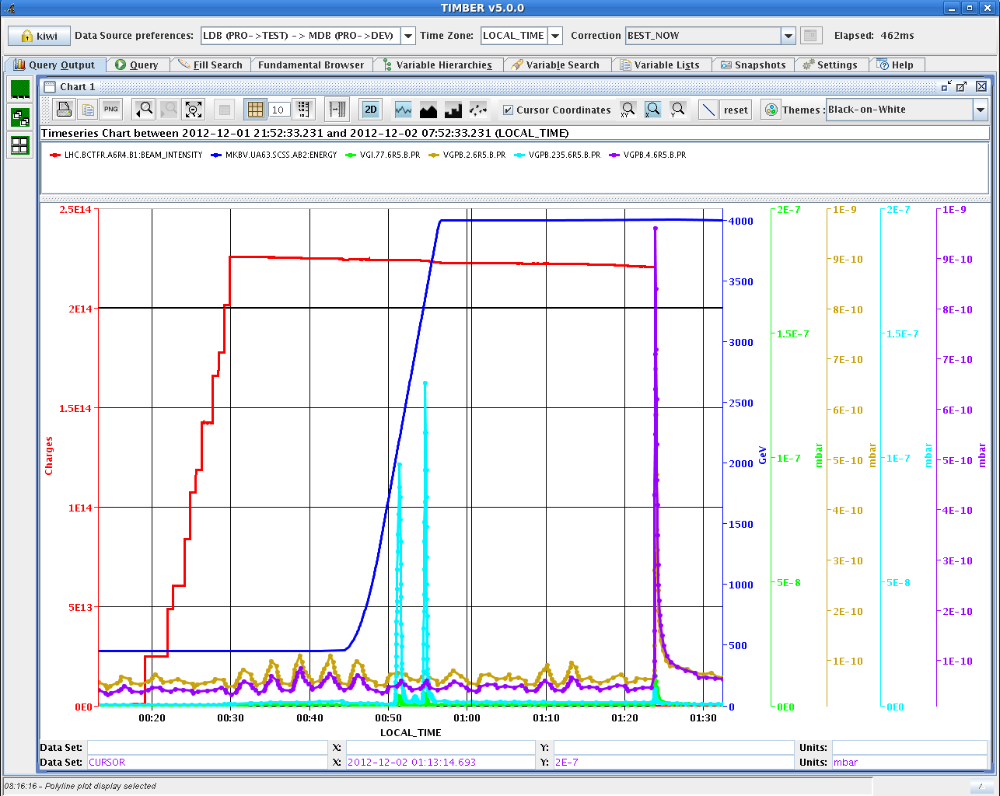 TIMBER v5.0.0
kiwi Data Source preferences: LDB (PRO->TEST) -> MDB (PRO->DEV) Time Zone: LOCAL_TIME Correction BEST_NOW Elapsed: 462ms
Query Output Query Fill Search Fundamental Browser Variable Hierarchies Variable Search Variable Lists Snapshots Settings Help
Chart 1
PNG 10 2D Cursor Coordinates XY X Y reset Themes : Black-on-White
Timeseries Chart between 2012-12-01 21:52:33.231 and 2012-12-02 07:52:33.231 (LOCAL_TIME)
LHC.BCTFR.A6R4.B1:BEAM_INTENSITY MKBV.UA63.SCSS.AB2:ENERGY VGI.77.6R5.B.PR VGPB.2.6R5.B.PR VGPB.235.6R5.B.PR VGPB.4.6R5.B.PR
2.5E14 2E-7 1E-9 2E-7 1E-9
4000
9E-10 9E-10
3500
2E14 8E-10 8E-10
1.5E-7 1.5E-7
3000
7E-10 7E-10
2500
1.5E14 6E-10 6E-10
Charges GeV mbar mbar mbar mbar
1E-7 1E-7
2000 5E-10 5E-10
1E14 4E-10 4E-10
1500
3E-10 3E-10
1000 5E-8 5E-8
5E13 2E-10 2E-10
500
1E-10 1E-10
0E0 0 0E0 0E0
00:20 00:30 00:40 00:50 01:00 01:10 01:20 01:30
LOCAL_TIME
Data Set: X: Y: Units:
Data Set: CURSOR X: 2012-12-02 01:13:14.693 Y: 2E-7 Units: mbar
08:16:16 - Polyline plot display selected